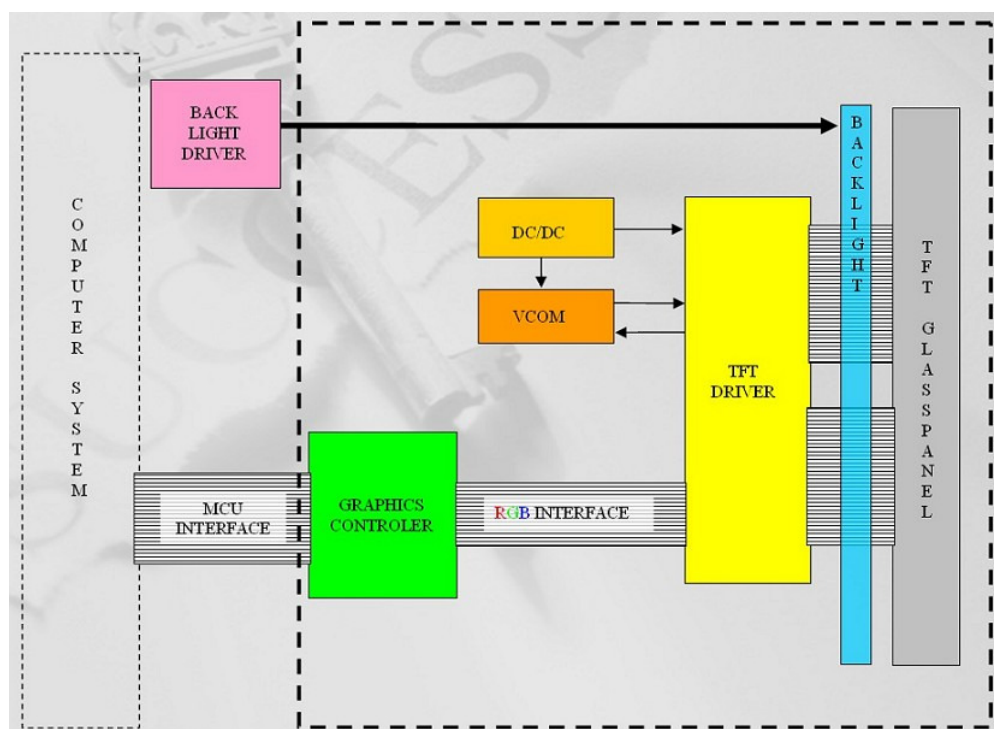 COMPUTER SYSTEM
BACK
LIGHT
DRIVER
BACKLIGHT
TFT GLASSPANEL
DC/DC
VCOM
TFT
DRIVER
MCU
INTERFACE
GRAPHICS
CONTROLER
RGB INTERFACE